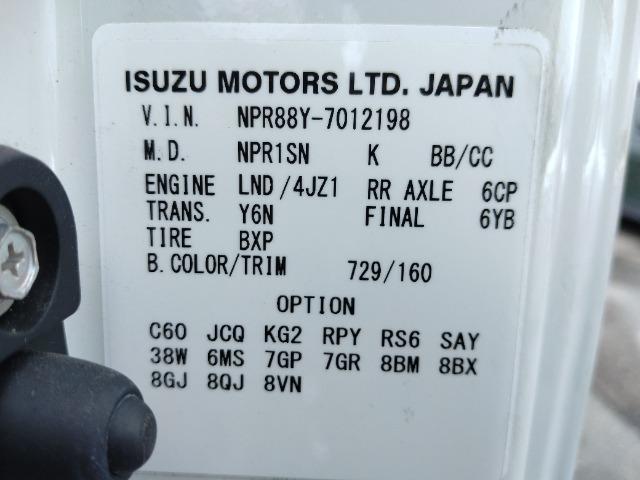 ISUZU MOTORS LTD. JAPAN
V.I.N. NPR88Y-7012198
M.D. NPR1SN K BB/CC
ENGINE LND/4JZ1 RR AXLE 6CP
TRANS. Y6N FINAL 6YB
TIRE BXP
B.COLOR/TRIM 729/160
OPTION
C60 JCQ KG2 RPY RS6 SAY
38W 6MS 7GP 7GR 8BM 8BX
8GJ 8QJ 8VN